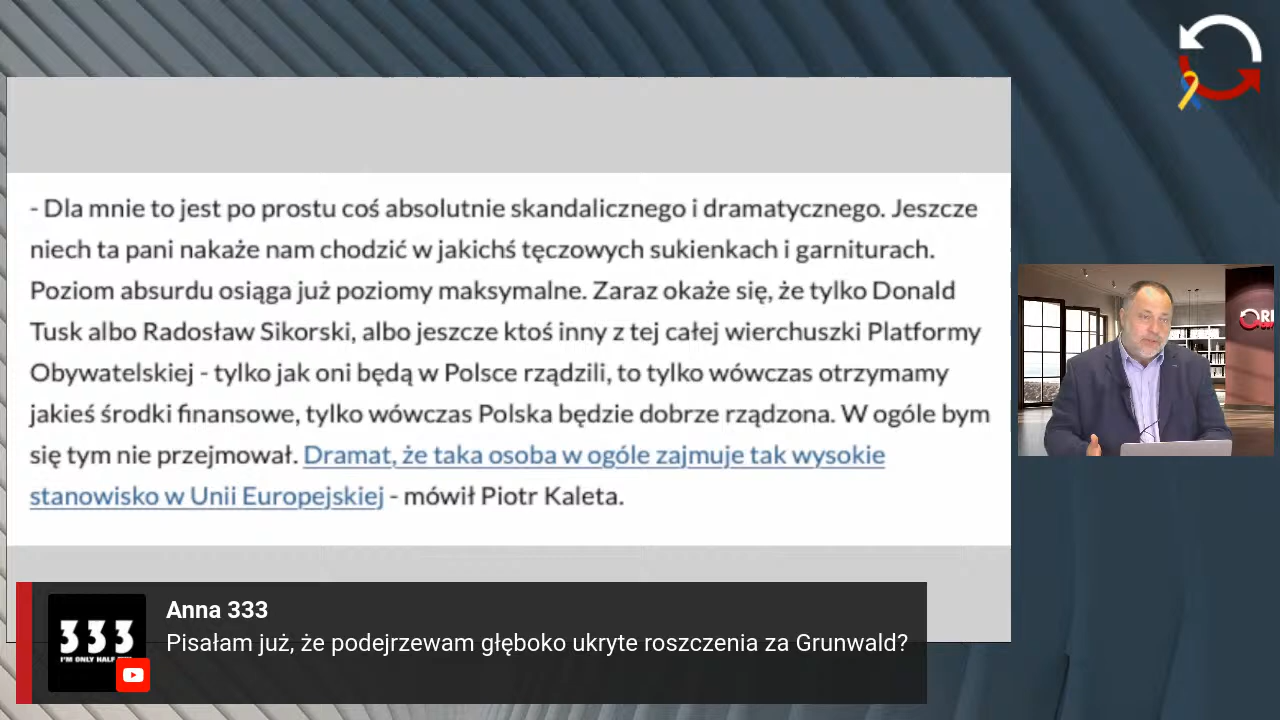 - Dla mnie to jest po prostu coś absolutnie skandalicznego i dramatycznego. Jeszcze
niech ta pani nakaże nam chodzić w jakichś tęczowych sukienkach i garniturach.
Poziom absurdu osiąga już poziomy maksymalne. Zaraz okaże się, że tylko Donald
Tusk albo Radosław Sikorski, albo jeszcze ktoś inny z tej całej wierchuszki Platformy
Obywatelskiej - tylko jak oni będą w Polsce rządzili, to tylko wówczas otrzymamy
jakieś środki finansowe, tylko wówczas Polska będzie dobrze rządzona. W ogóle bym
się tym nie przejmował. Dramat, że taka osoba w ogóle zajmuje tak wysokie
stanowisko w Unii Europejskiej - mówił Piotr Kaleta.
Anna 333
Pisałam już, że podejrzewam głęboko ukryte roszczenia za Grunwald?
333
I'M ONLY HALF